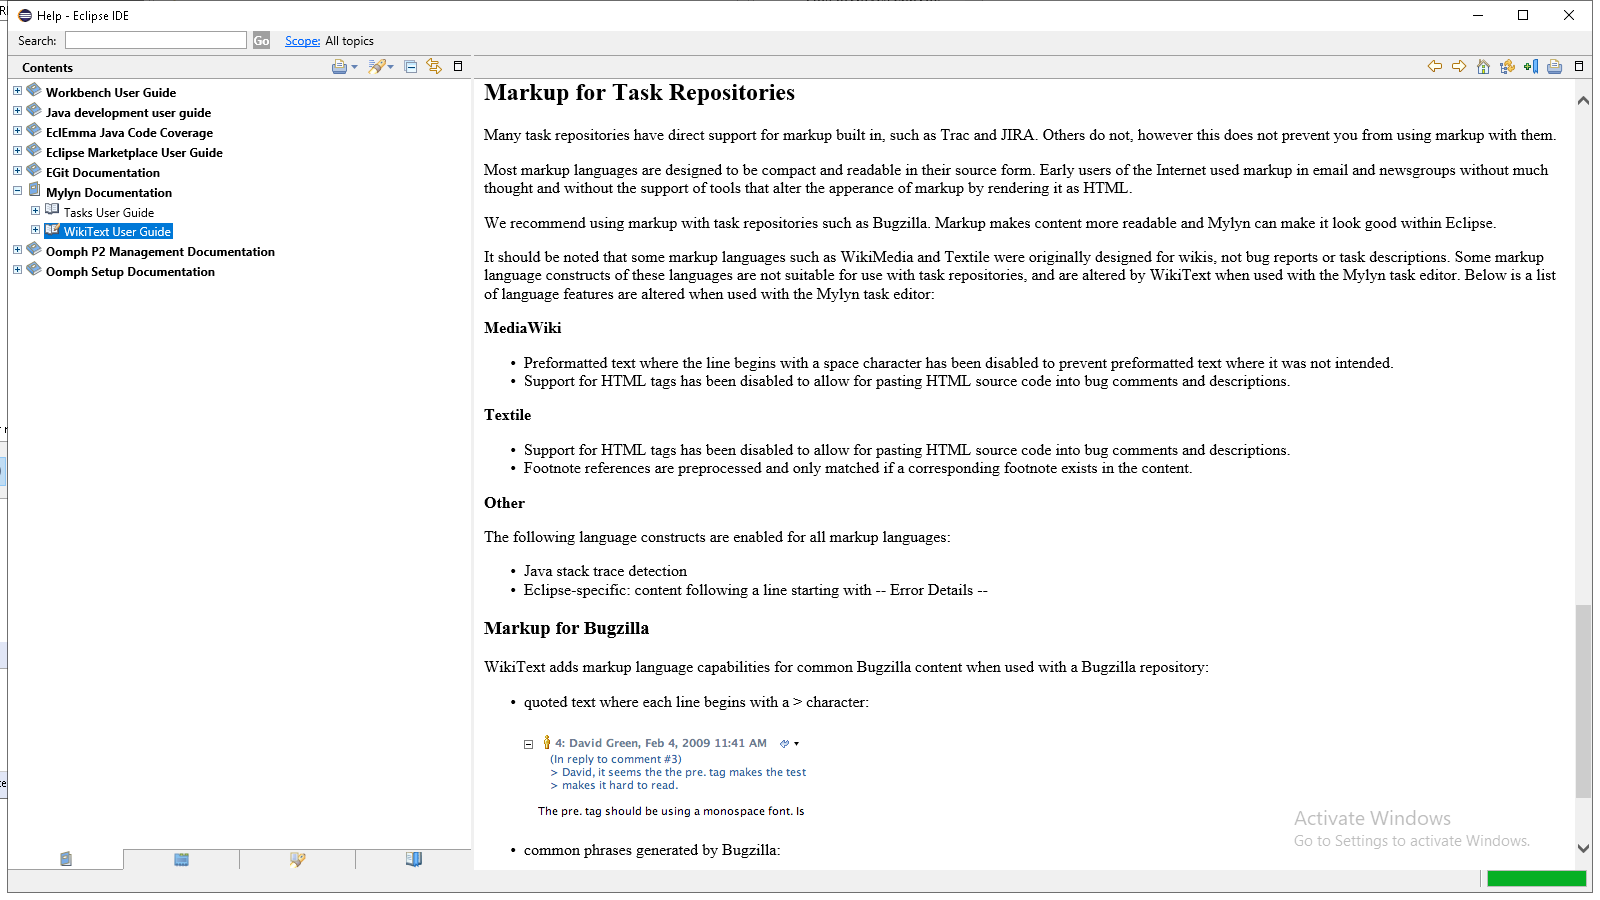 Help - Eclipse IDE
Search:
Go
Scope: All topics
Contents
Workbench User Guide
Java development user guide
EclEmma Java Code Coverage
Eclipse Marketplace User Guide
EGit Documentation
Mylyn Documentation
Tasks User Guide
WikiText User Guide
Oomph P2 Management Documentation
Oomph Setup Documentation
Markup for Task Repositories
Many task repositories have direct support for markup built in, such as Trac and JIRA. Others do not, however this does not prevent you from using markup with them.
Most markup languages are designed to be compact and readable in their source form. Early users of the Internet used markup in email and newsgroups without much
thought and without the support of tools that alter the apperance of markup by rendering it as HTML.
We recommend using markup with task repositories such as Bugzilla. Markup makes content more readable and Mylyn can make it look good within Eclipse.
It should be noted that some markup languages such as WikiMedia and Textile were originally designed for wikis, not bug reports or task descriptions. Some markup
language constructs of these languages are not suitable for use with task repositories, and are altered by WikiText when used with the Mylyn task editor. Below is a list
of language features are altered when used with the Mylyn task editor:
MediaWiki
• Preformatted text where the line begins with a space character has been disabled to prevent preformatted text where it was not intended.
• Support for HTML tags has been disabled to allow for pasting HTML source code into bug comments and descriptions.
Textile
• Support for HTML tags has been disabled to allow for pasting HTML source code into bug comments and descriptions.
• Footnote references are preprocessed and only matched if a corresponding footnote exists in the content.
Other
The following language constructs are enabled for all markup languages:
• Java stack trace detection
• Eclipse-specific: content following a line starting with -- Error Details --
Markup for Bugzilla
WikiText adds markup language capabilities for common Bugzilla content when used with a Bugzilla repository:
• quoted text where each line begins with a > character:
4: David Green, Feb 4, 2009 11:41 AM
(In reply to comment #3)
> David, it seems the the pre. tag makes the test
> makes it hard to read.
The pre. tag should be using a monospace font. Is
• common phrases generated by Bugzilla:
Activate Windows
Go to Settings to activate Windows.